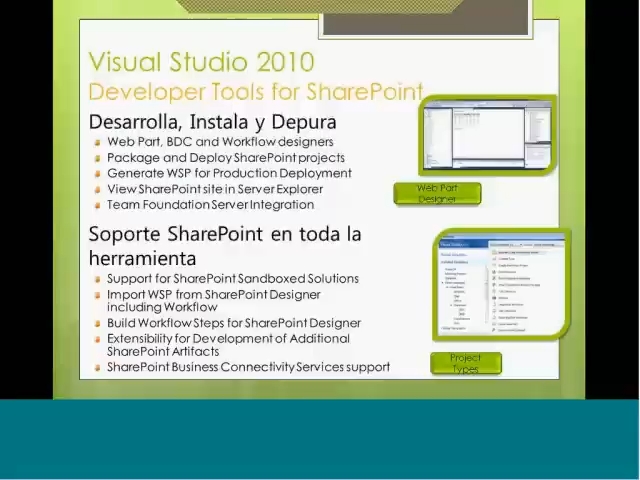 Visual Studio 2010
Developer Tools for SharePoint
Desarrolla, Instala y Depura
Web Part, BDC and Workflow designers
Package and Deploy SharePoint projects
Generate WSP for Production Deployment
View SharePoint site in Server Explorer
Team Foundation Server Integration
Web Part
Designer
Soporte SharePoint en toda la
herramienta
Support for SharePoint Sandboxed Solutions
Import WSP from SharePoint Designer
including Workflow
Build Workflow Steps for SharePoint Designer
Extensibility for Development of Additional
SharePoint Artifacts
SharePoint Business Connectivity Services support
Project
Types